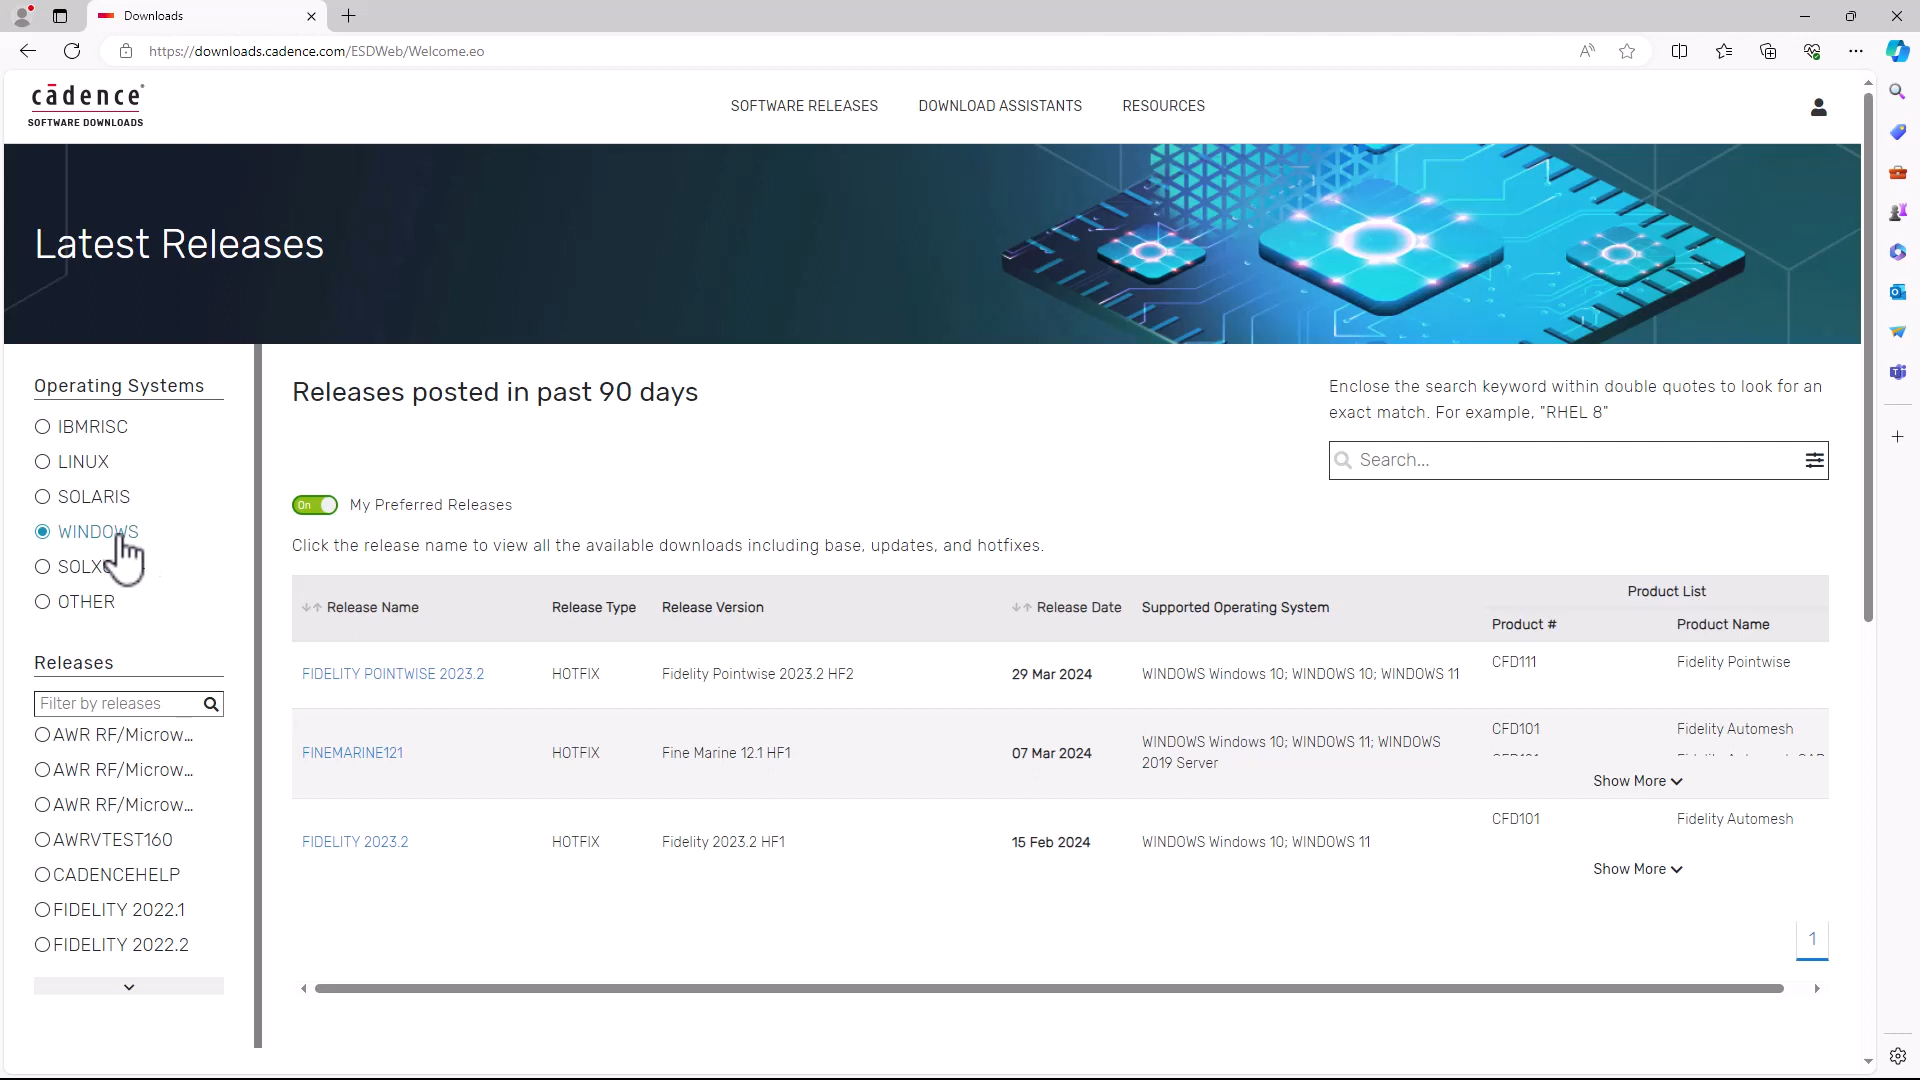 Downloads
https://downloads.cadence.com/ESDWeb/Welcome.eo
cādence®
SOFTWARE DOWNLOADS
SOFTWARE RELEASES
DOWNLOAD ASSISTANTS
RESOURCES
Latest Releases
Operating Systems
IBMRISC
LINUX
SOLARIS
WINDOWS
OTHER
Releases
Filter by releases
AWR RF/Microw...
AWR RF/Microw...
AWR RF/Microw...
AWRVTEST160
CADENCEHELP
FIDELITY 2022.1
FIDELITY 2022.2
Releases posted in past 90 days
Enclose the search keyword within double quotes to look for an
exact match. For example, "RHEL 8"
Search...
On My Preferred Releases
Click the release name to view all the available downloads including base, updates, and hotfixes.
Release Name Release Type Release Version Release Date Supported Operating System Product List
Product # Product Name
FIDELITY POINTWISE 2023.2 HOTFIX Fidelity Pointwise 2023.2 HF2 29 Mar 2024 WINDOWS Windows 10; WINDOWS 10; WINDOWS 11 CFD111 Fidelity Pointwise
FINEMARINE121 HOTFIX Fine Marine 12.1 HF1 07 Mar 2024 WINDOWS Windows 10; WINDOWS 11; WINDOWS
2019 Server
CFD101 Fidelity Automesh
Show More
FIDELITY 2023.2 HOTFIX Fidelity 2023.2 HF1 15 Feb 2024 WINDOWS Windows 10; WINDOWS 11 CFD101 Fidelity Automesh
Show More
1